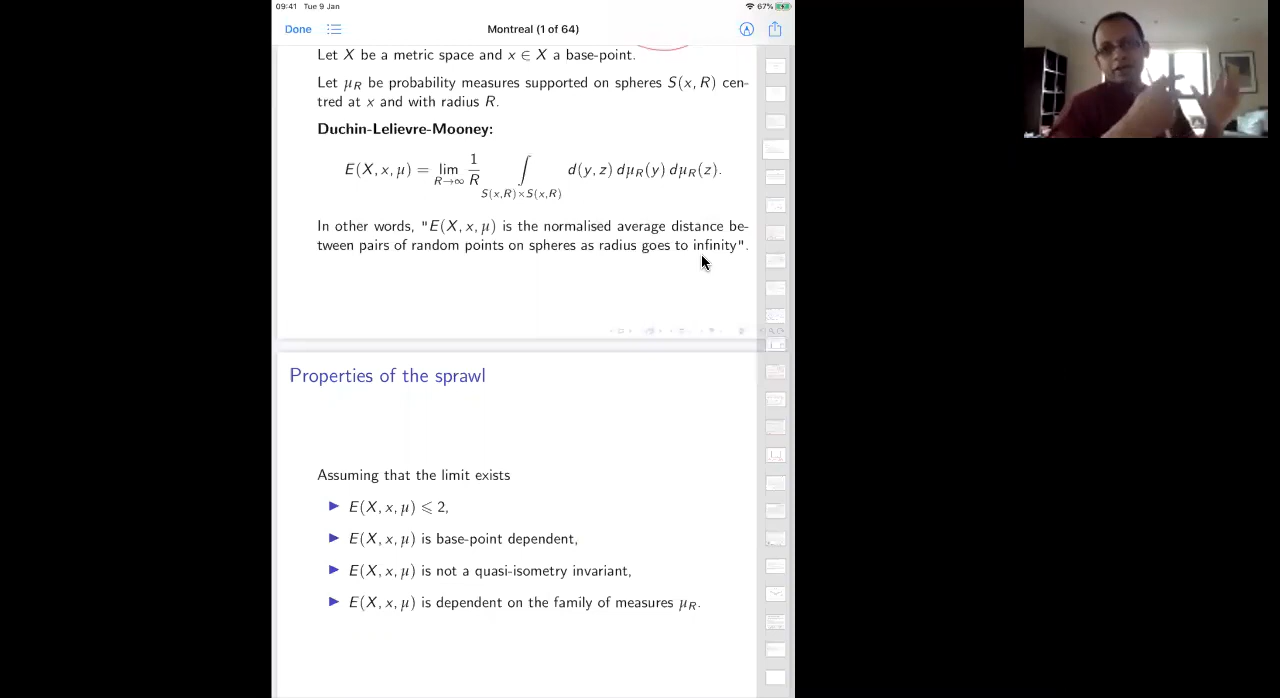 09:41 Tue 9 Jan
67%
Done
Montreal (1 of 64)
Let X be a metric space and x ∈ X a base-point.
Let μ_R be probability measures supported on spheres S(x, R) cen-
tred at x and with radius R.
Duchin-Lelievre-Mooney:
E(X, x, μ) = lim_{R→∞} 1/R ∫_{S(x,R)×S(x,R)} d(y, z) dμ_R(y) dμ_R(z).
In other words, "E(X, x, μ) is the normalised average distance be-
tween pairs of random points on spheres as radius goes to infinity".
Properties of the sprawl
Assuming that the limit exists
▶ E(X, x, μ) ⩽ 2,
▶ E(X, x, μ) is base-point dependent,
▶ E(X, x, μ) is not a quasi-isometry invariant,
▶ E(X, x, μ) is dependent on the family of measures μ_R.